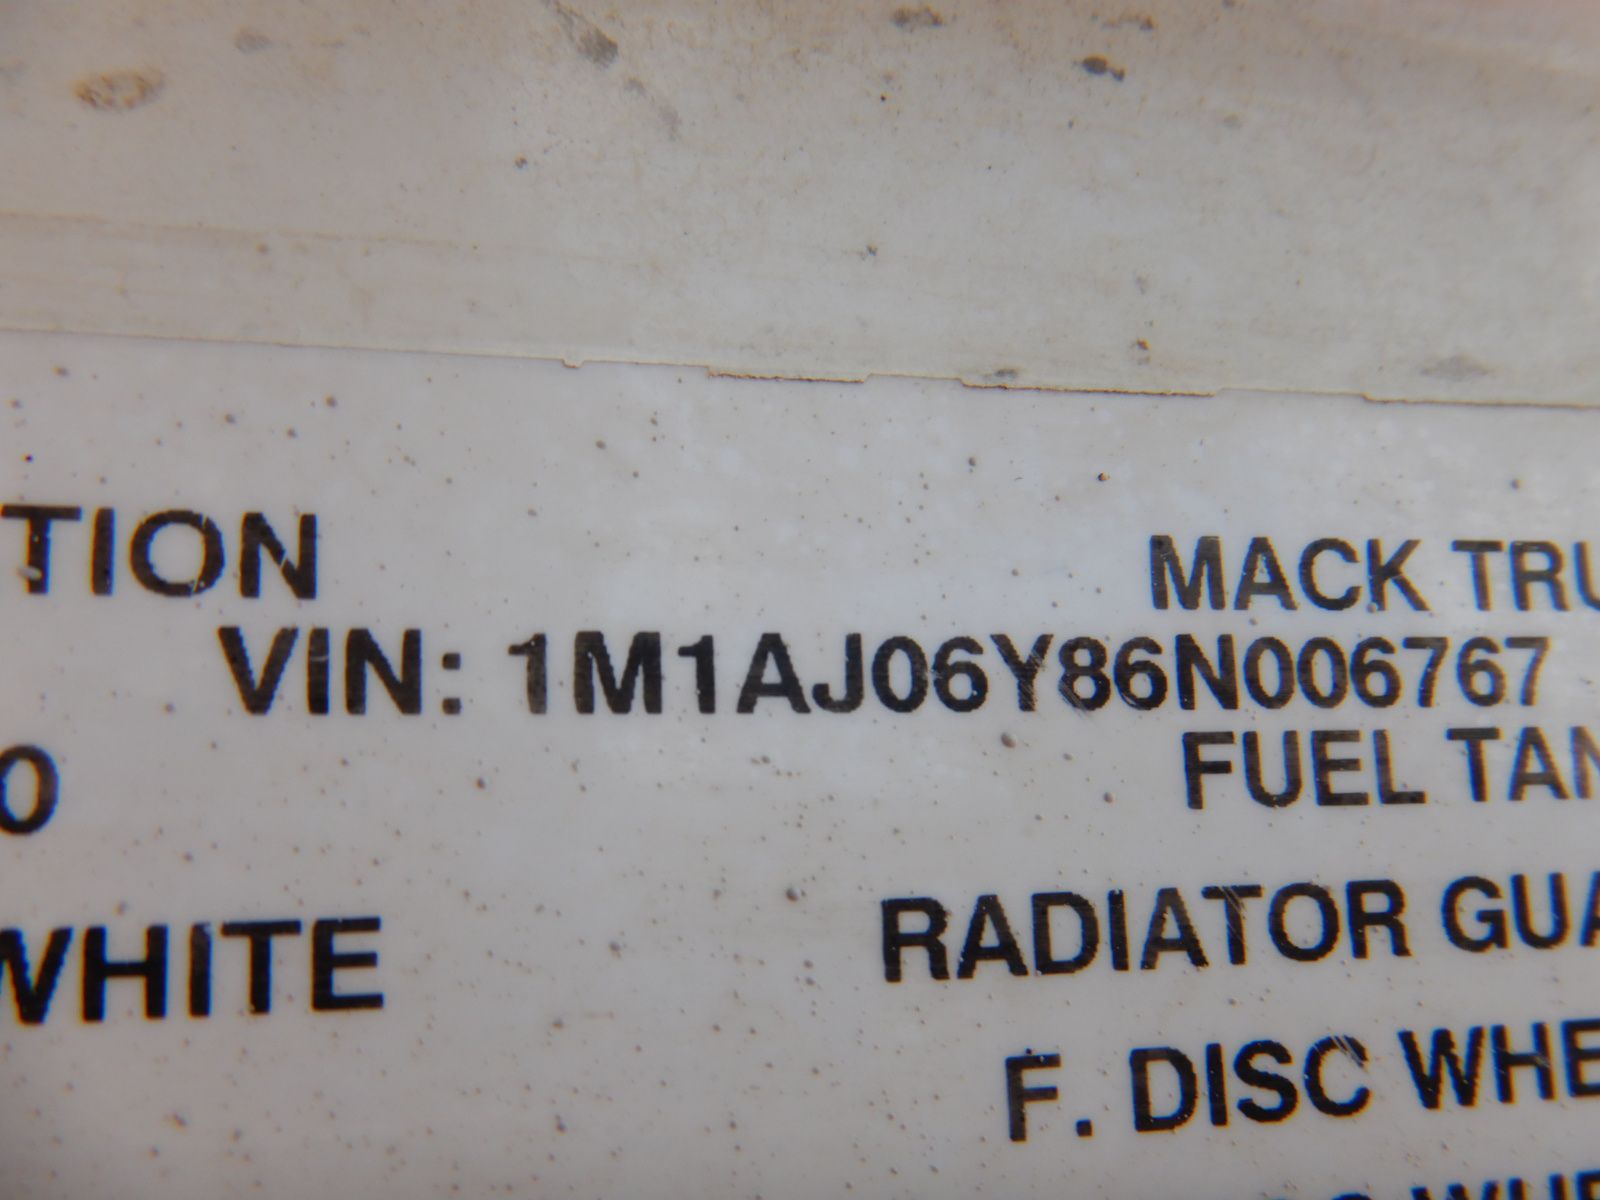 TION
MACK TRU
VIN: 1M1AJ06Y86N006767
0
FUEL TAN
WHITE
RADIATOR GUA
F. DISC WHE